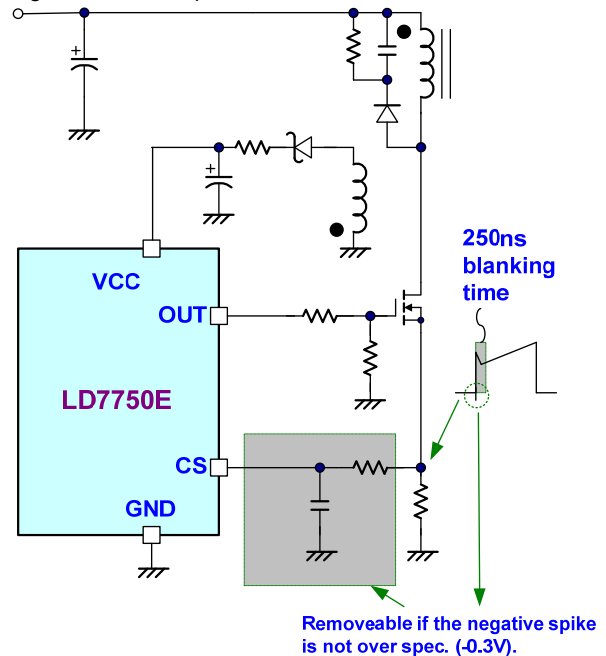 VCC
250ns
blanking
time
OUT
LD7750E
CS
GND
Removeable if the negative spike
is not over spec. (-0.3V).